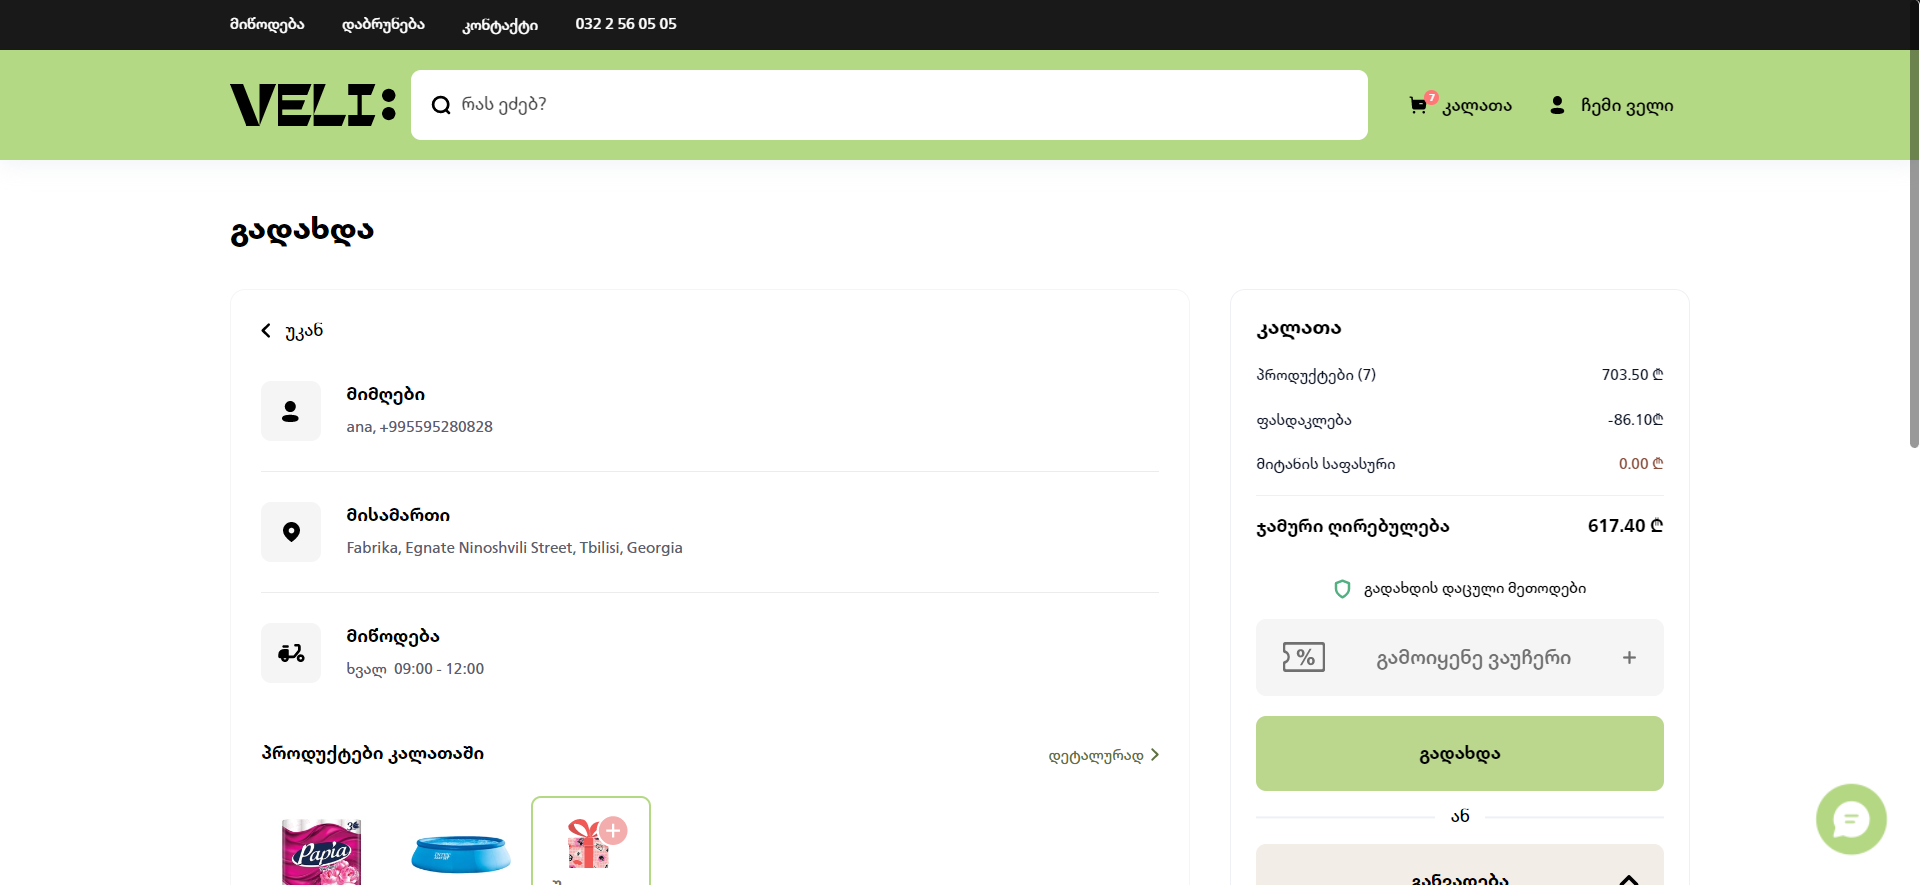 მიწოდება დაბრუნება კონტაქტი 032 2 56 05 05
VELI: რას ეძებ? 7 კალათა ჩემი ველი
გადახდა
უკან
მიმღები
ana, +995595280828
მისამართი
Fabrika, Egnate Ninoshvili Street, Tbilisi, Georgia
მიწოდება
ხვალ 09:00 - 12:00
პროდუქტები კალათაში დეტალურად
Papia
INTEX
კალათა
პროდუქტები (7) 703.50 ₾
ფასდაკლება -86.10₾
მიტანის საფასური 0.00 ₾
ჯამური ღირებულება 617.40 ₾
გადახდის დაცული მეთოდები
% გამოიყენე ვაუჩერი +
გადახდა
ან
განვადება